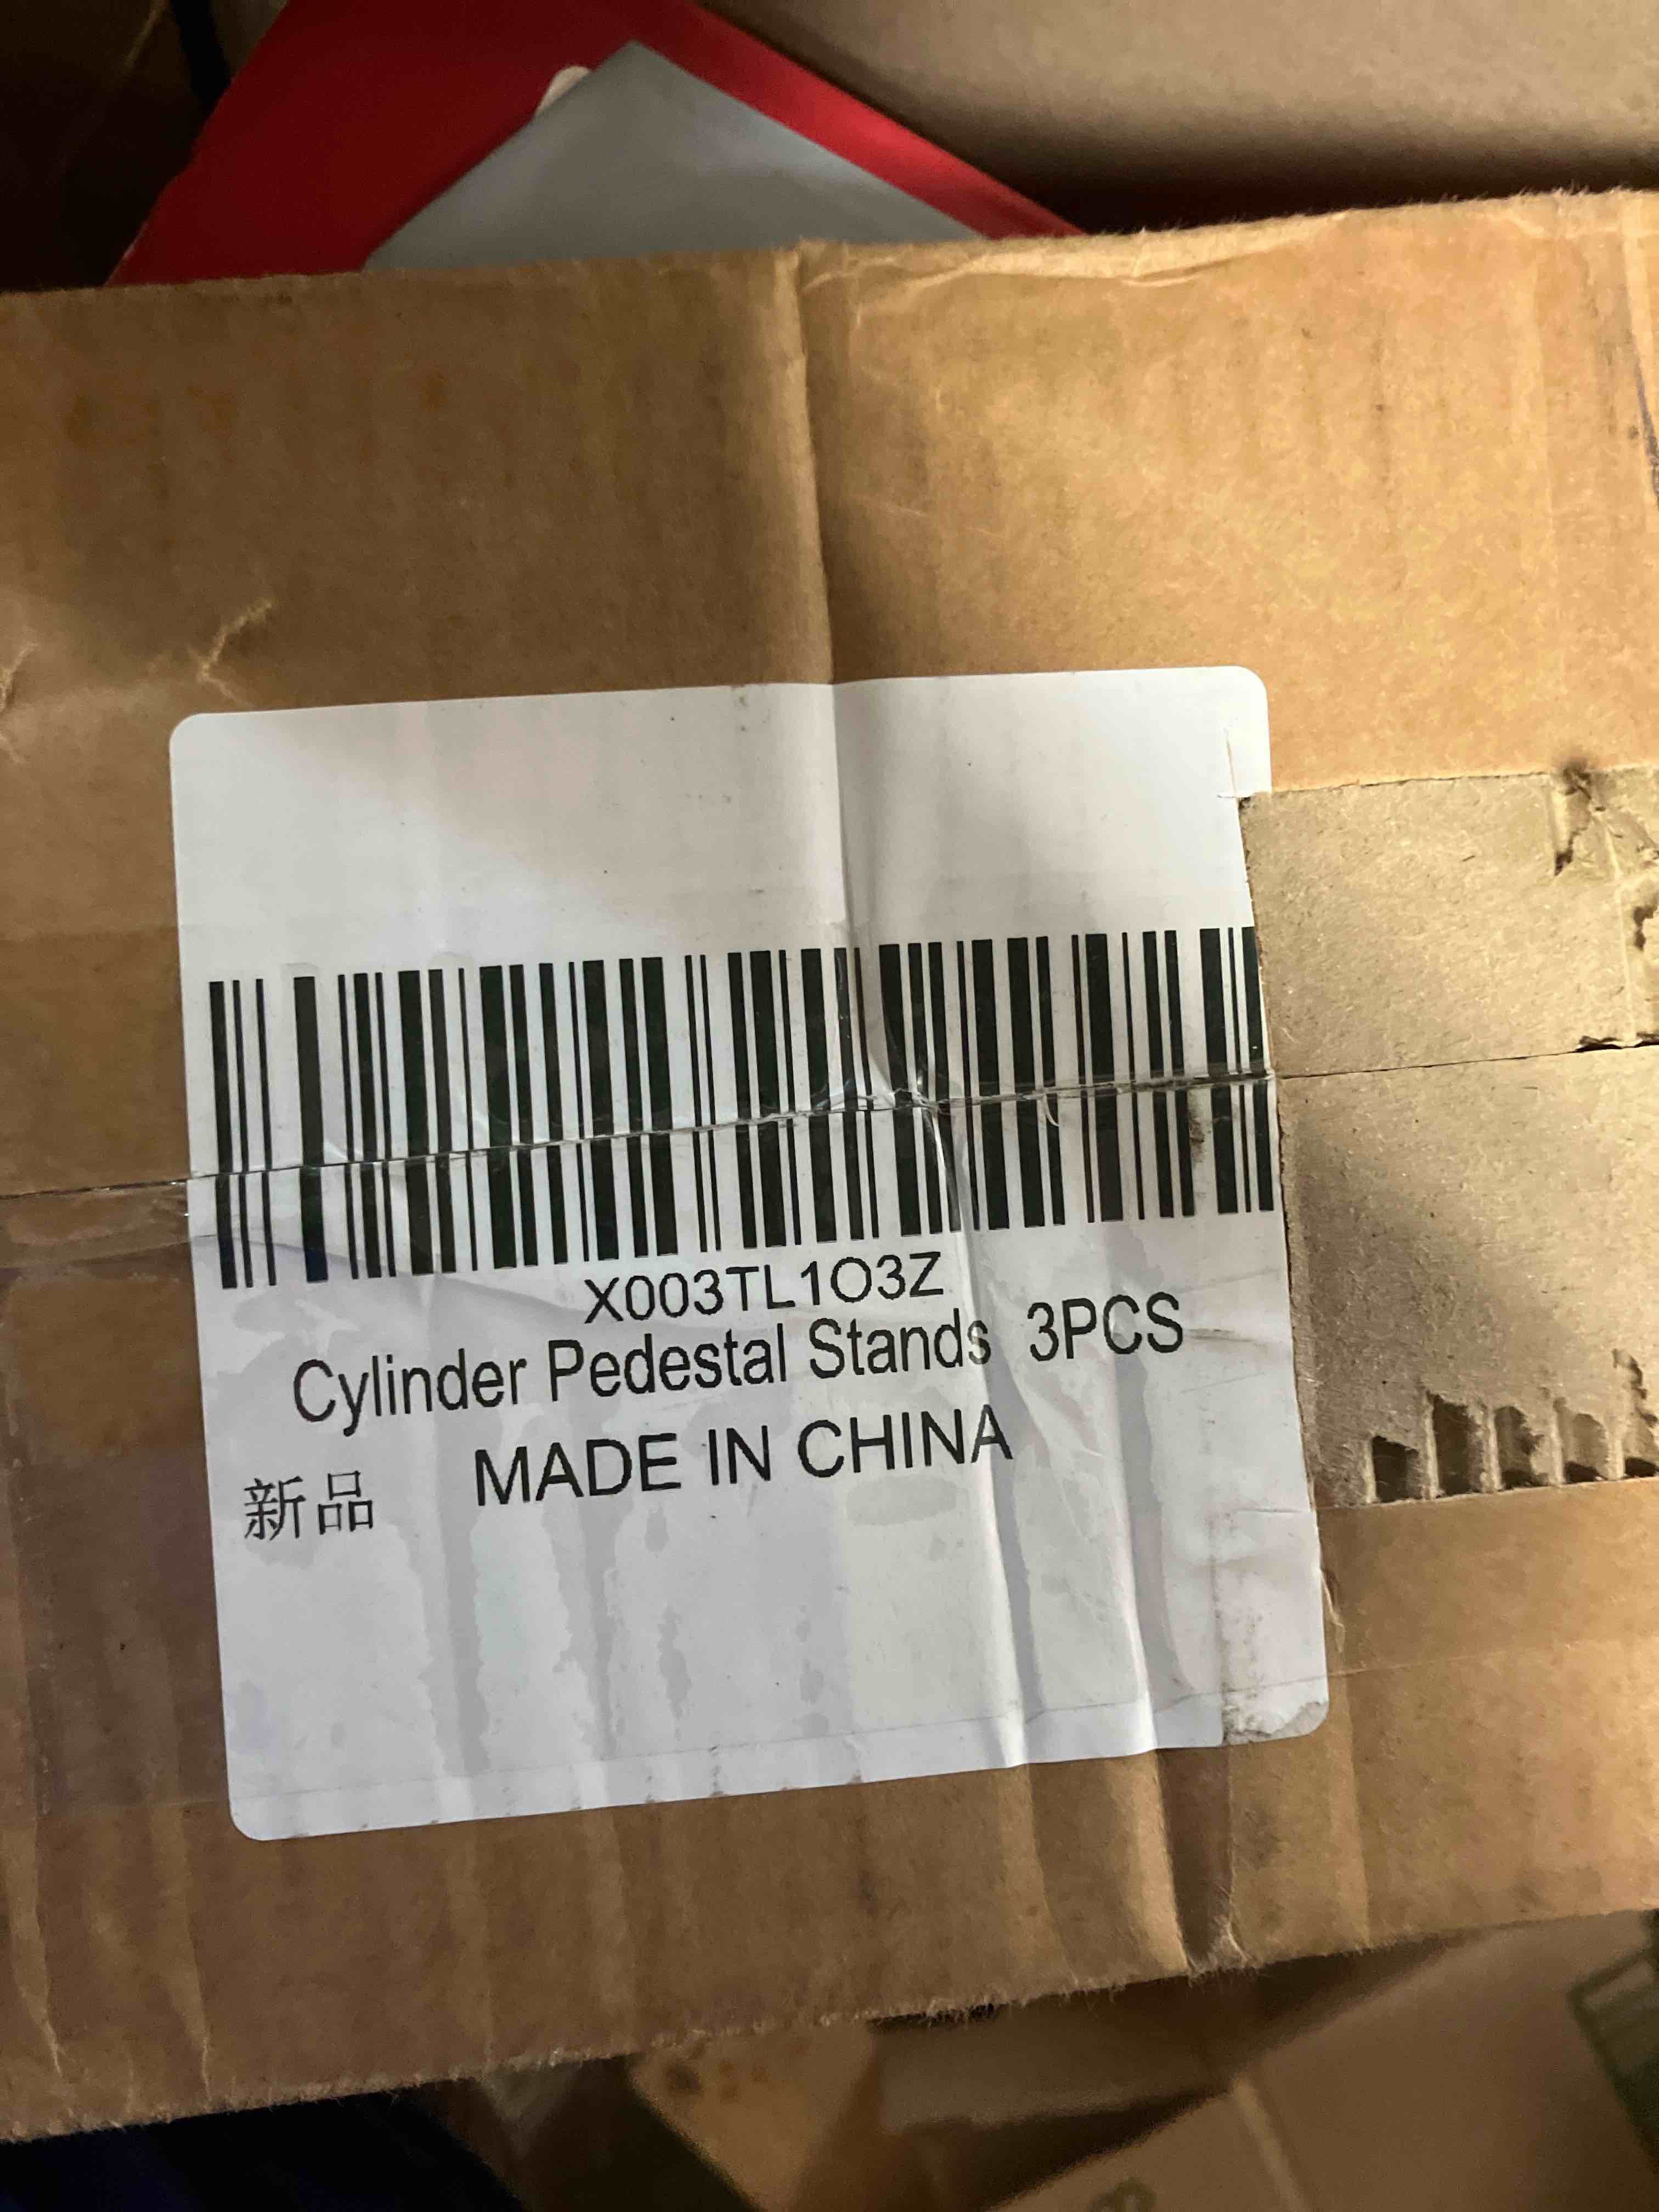 X003TL1O3Z
Cylinder Pedestal Stands 3PCS
MADE IN CHINA
新品